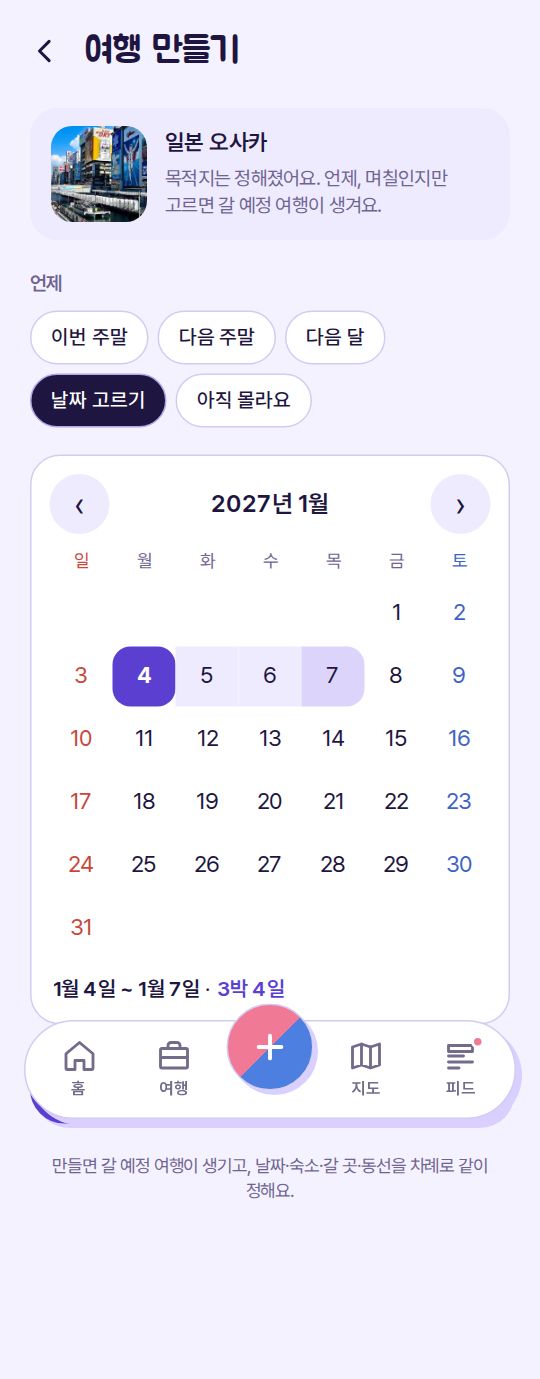 여행 만들기
일본 오사카
목적지는 정해졌어요. 언제, 며칠인지만
고르면 갈 예정 여행이 생겨요.
언제
이번 주말 다음 주말 다음 달
날짜 고르기 아직 몰라요
‹ 2027년 1월 ›
일 월 화 수 목 금 토
1 2
3 4 5 6 7 8 9
10 11 12 13 14 15 16
17 18 19 20 21 22 23
24 25 26 27 28 29 30
31
1월 4일 ~ 1월 7일 · 3박 4일
홈 여행 지도 피드
만들면 갈 예정 여행이 생기고, 날짜·숙소·갈 곳·동선을 차례로 같이
정해요.